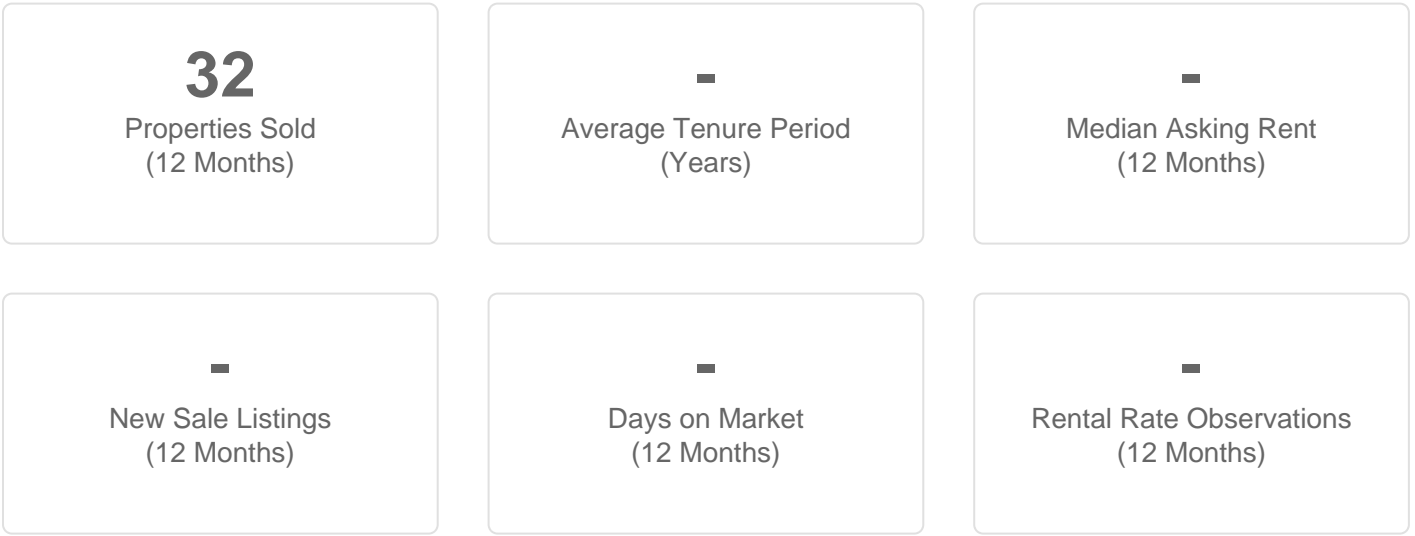 32
Properties Sold
(12 Months)
-
Average Tenure Period
(Years)
-
Median Asking Rent
(12 Months)
-
New Sale Listings
(12 Months)
-
Days on Market
(12 Months)
-
Rental Rate Observations
(12 Months)